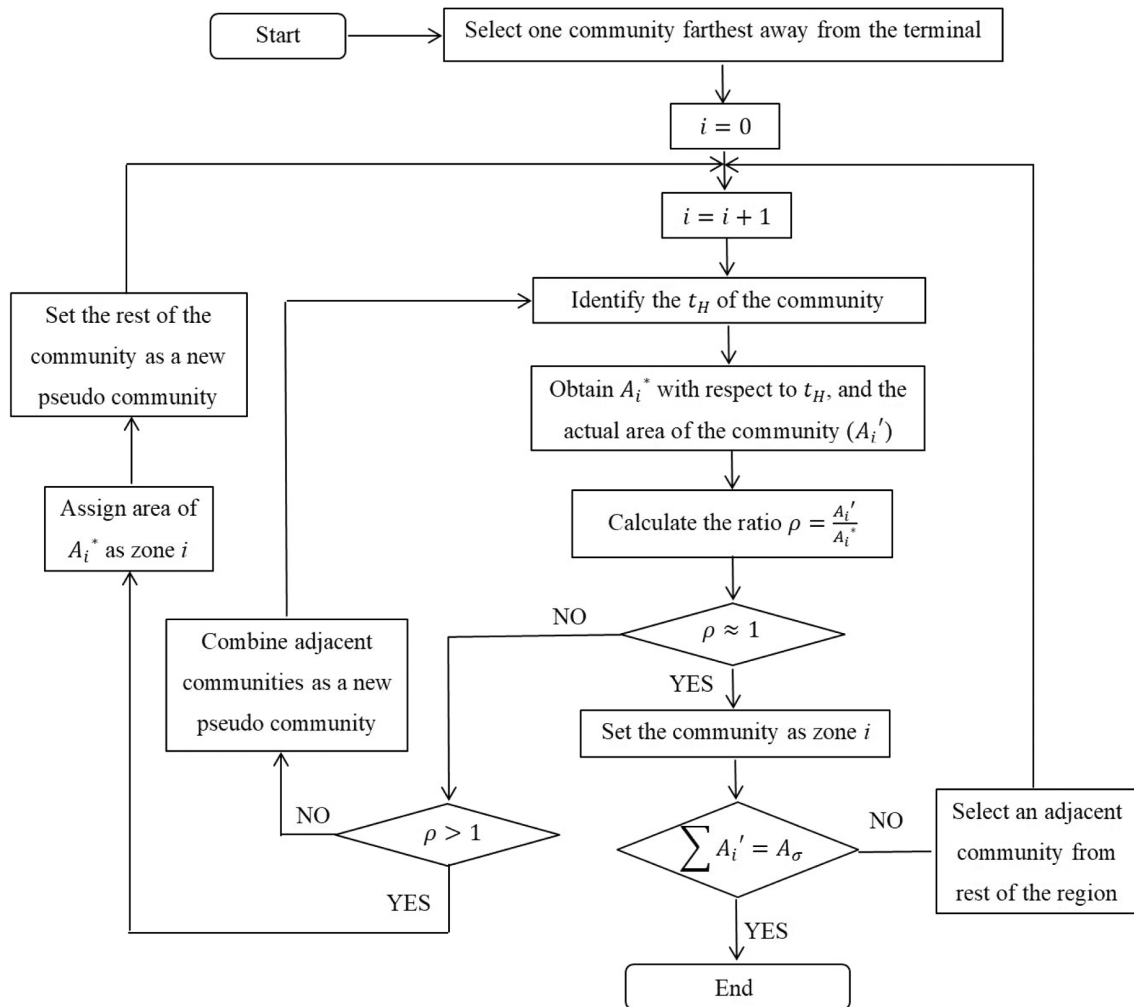 Start
Select one community farthest away from the terminal
i = 0
i = i + 1
Identify the t_H of the community
Set the rest of the
community as a new
pseudo community
Obtain A_i* with respect to t_H, and the
actual area of the community (A_i′)
Assign area of
A_i* as zone i
Calculate the ratio ρ = A_i′/A_i*
NO
ρ ≈ 1
YES
Combine adjacent
communities as a new
pseudo community
Set the community as zone i
NO
ρ > 1
YES
∑ A_i′ = A_σ
NO
YES
Select an adjacent
community from
rest of the region
End